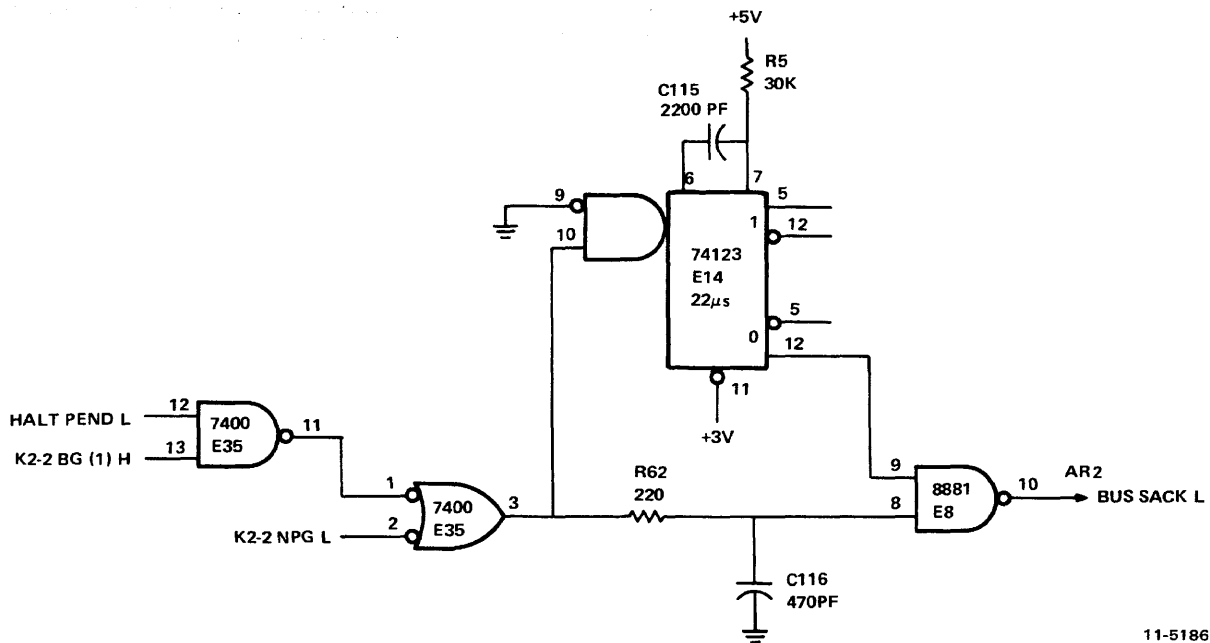 +5V
R5
30K
C115
2200 PF
6
7
9
10
5
1
12
74123
E14
22μs
5
0
12
11
+3V
HALT PEND L
12
7400
E35
11
K2-2 BG (1) H
13
R62
220
1
7400
E35
3
2
K2-2 NPG L
9
8881
E8
10
AR2
BUS SACK L
8
C116
470PF
11-5186